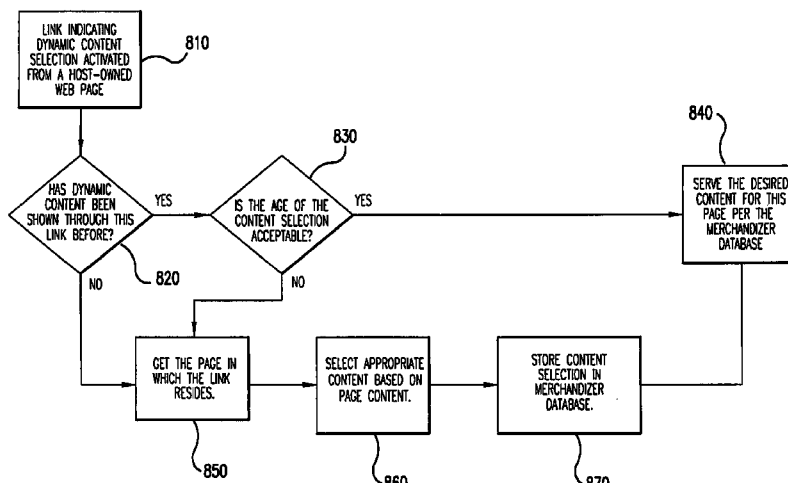 LINK INDICATING
DYNAMIC CONTENT
SELECTION ACTIVATED
FROM A HOST-OWNED
WEB PAGE
810
HAS DYNAMIC
CONTENT BEEN
SHOWN THROUGH THIS
LINK BEFORE?
820
YES
NO
830
IS THE AGE OF THE
CONTENT SELECTION
ACCEPTABLE?
YES
NO
840
SERVE THE DESIRED
CONTENT FOR THIS
PAGE PER THE
MERCHANDIZER
DATABASE
GET THE PAGE IN
WHICH THE LINK
RESIDES.
850
SELECT APPROPRIATE
CONTENT BASED ON
PAGE CONTENT.
860
STORE CONTENT
SELECTION IN
MERCHANDIZER
DATABASE.
870